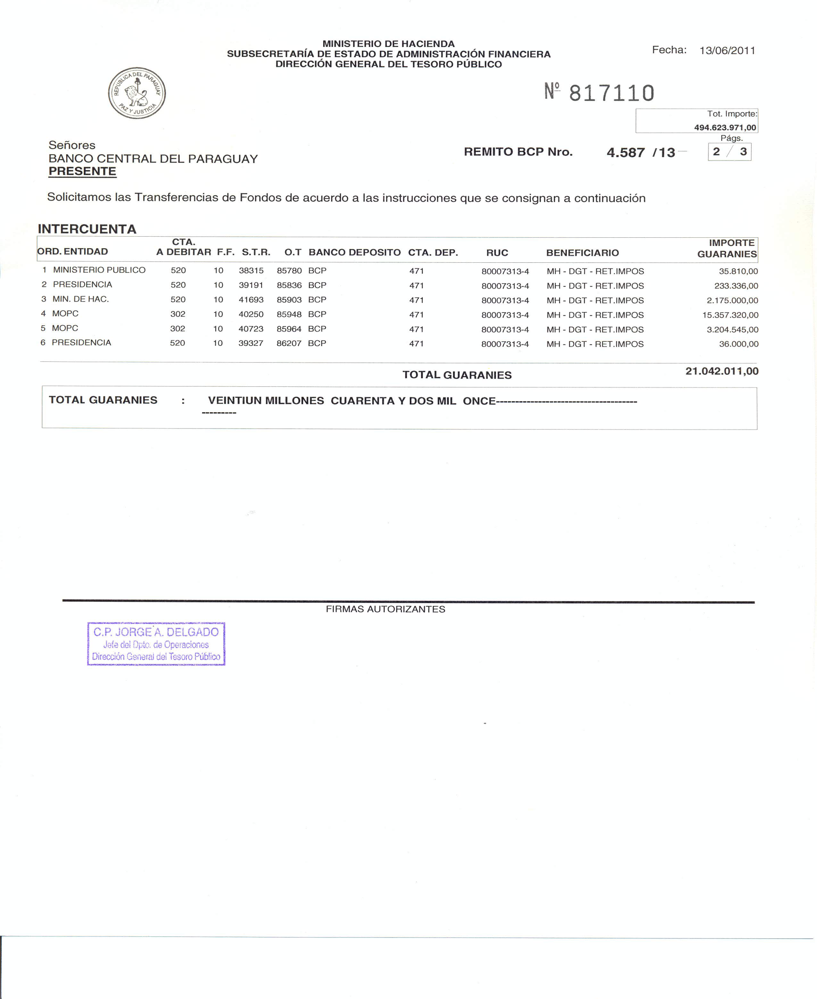 MINISTERIO DE HACIENDA
SUBSECRETARÍA DE ESTADO DE ADMINISTRACIÓN FINANCIERA
DIRECCIÓN GENERAL DEL TESORO PÚBLICO
Fecha: 13/06/2011
REPUBLICA DEL PARAGUAY
PAZ Y JUSTICIA
Nº 817110
Tot. Importe:
494.623.971,00
Págs.
Señores
BANCO CENTRAL DEL PARAGUAY
PRESENTE
REMITO BCP Nro. 4.587 /13 2 / 3
Solicitamos las Transferencias de Fondos de acuerdo a las instrucciones que se consignan a continuación
INTERCUENTA
ORD. ENTIDAD CTA. A DEBITAR F.F. S.T.R. O.T BANCO DEPOSITO CTA. DEP. RUC BENEFICIARIO IMPORTE GUARANIES
1 MINISTERIO PUBLICO 520 10 38315 85780 BCP 471 80007313-4 MH - DGT - RET.IMPOS 35.810,00
2 PRESIDENCIA 520 10 39191 85836 BCP 471 80007313-4 MH - DGT - RET.IMPOS 233.336,00
3 MIN. DE HAC. 520 10 41693 85903 BCP 471 80007313-4 MH - DGT - RET.IMPOS 2.175.000,00
4 MOPC 302 10 40250 85948 BCP 471 80007313-4 MH - DGT - RET.IMPOS 15.357.320,00
5 MOPC 302 10 40723 85964 BCP 471 80007313-4 MH - DGT - RET.IMPOS 3.204.545,00
6 PRESIDENCIA 520 10 39327 86207 BCP 471 80007313-4 MH - DGT - RET.IMPOS 36.000,00
TOTAL GUARANIES 21.042.011,00
TOTAL GUARANIES : VEINTIUN MILLONES CUARENTA Y DOS MIL ONCE-------------------------------------
---------
FIRMAS AUTORIZANTES
C.P. JORGE A. DELGADO
Jefe del Dpto. de Operaciones
Dirección General del Tesoro Público